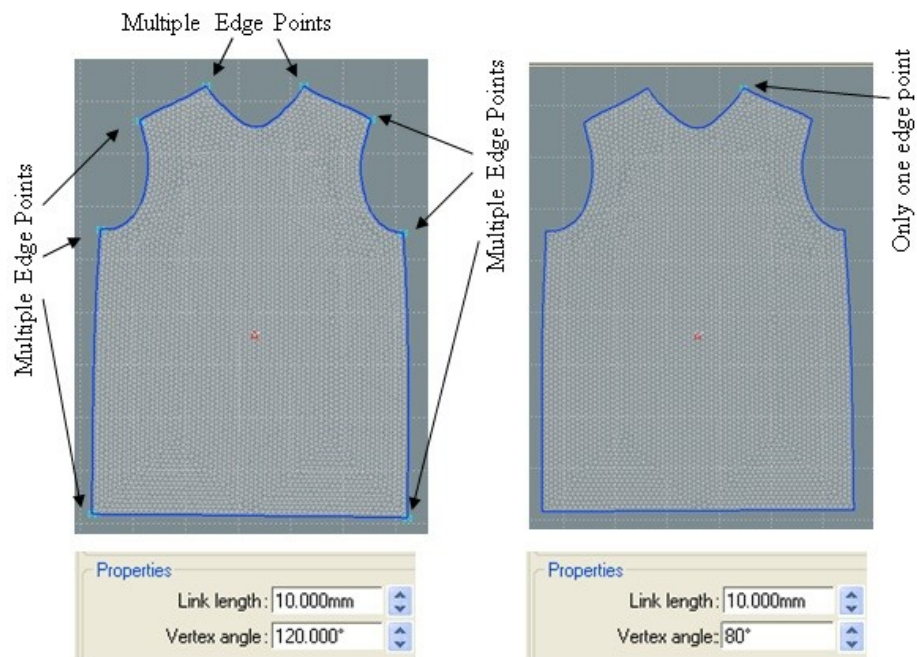 Multiple Edge Points
Multiple Edge Points
Multiple Edge Points
Only one edge point
Properties
Link length: 10.000mm
Vertex angle: 120.000°
Properties
Link length: 10.000mm
Vertex angle:: 80°